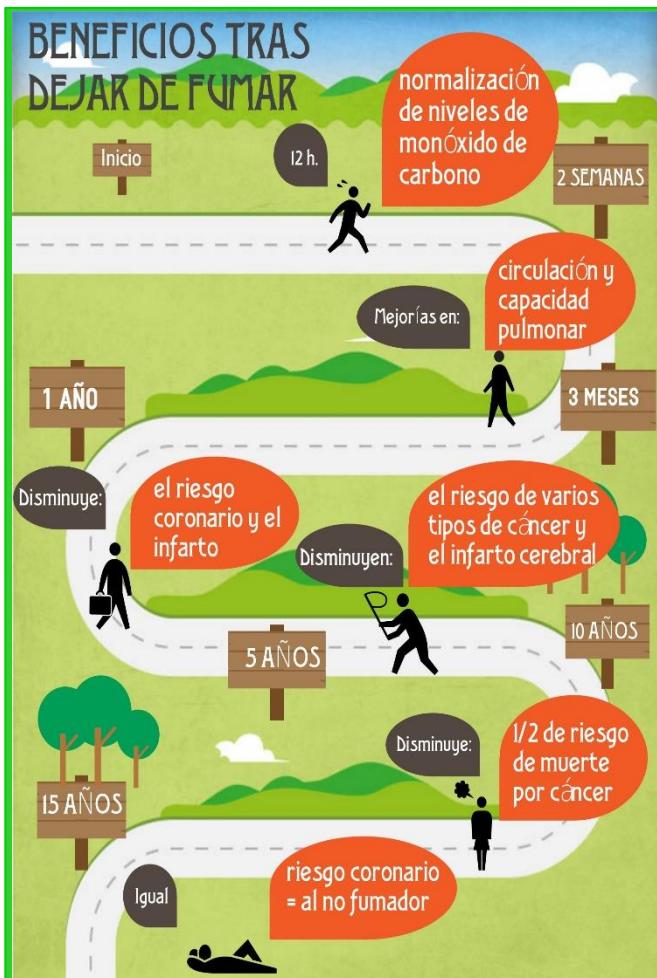 BENEFICIOS TRAS
DEJAR DE FUMAR
Inicio
12 h.
normalización
de niveles de
monóxido de
carbono
2 SEMANAS
Mejorías en:
circulación y
capacidad
pulmonar
3 MESES
1 AÑO
Disminuye:
el riesgo
coronario y el
infarto
5 AÑOS
Disminuyen:
el riesgo de varios
tipos de cáncer y
el infarto cerebral
10 AÑOS
Disminuye:
1/2 de riesgo
de muerte
por cáncer
15 AÑOS
Igual
riesgo coronario
= al no fumador